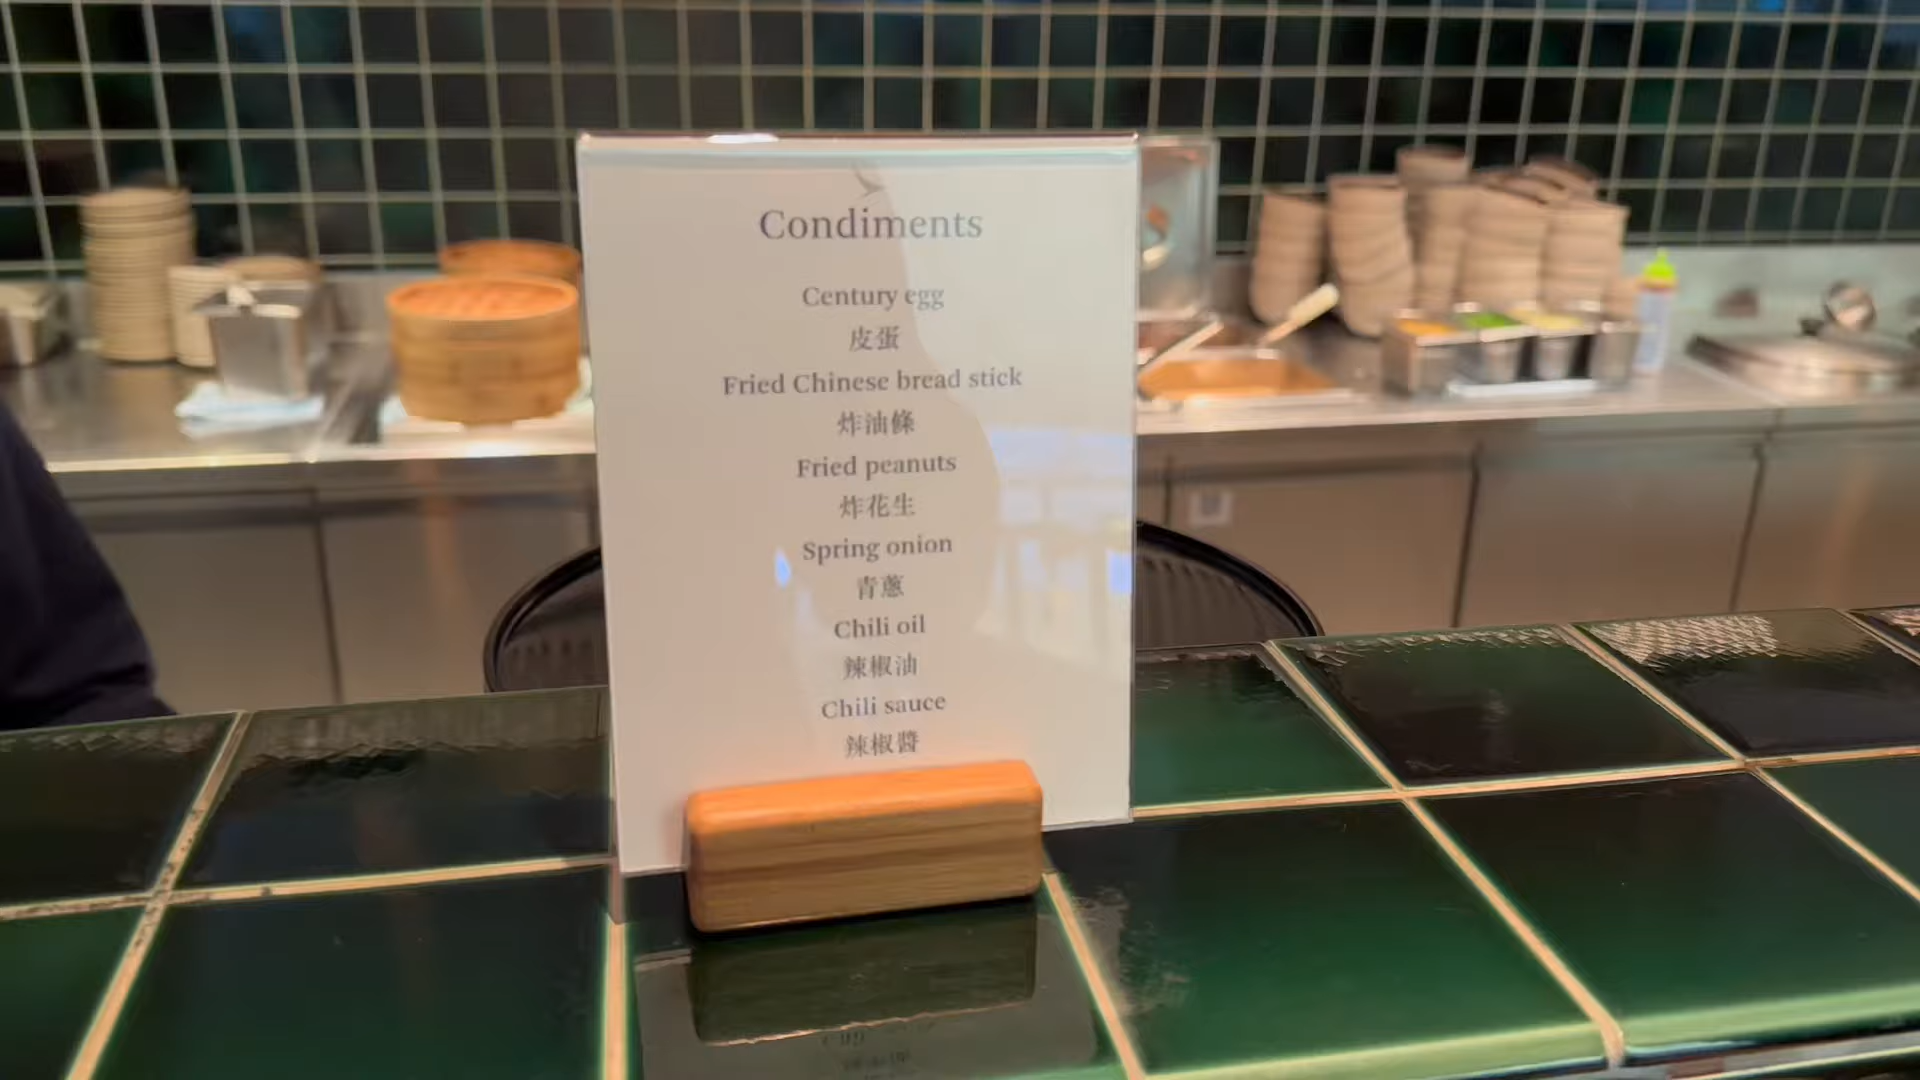 Condiments
Century egg
皮蛋
Fried Chinese bread stick
炸油條
Fried peanuts
炸花生
Spring onion
青蔥
Chili oil
辣椒油
Chili sauce
辣椒醬